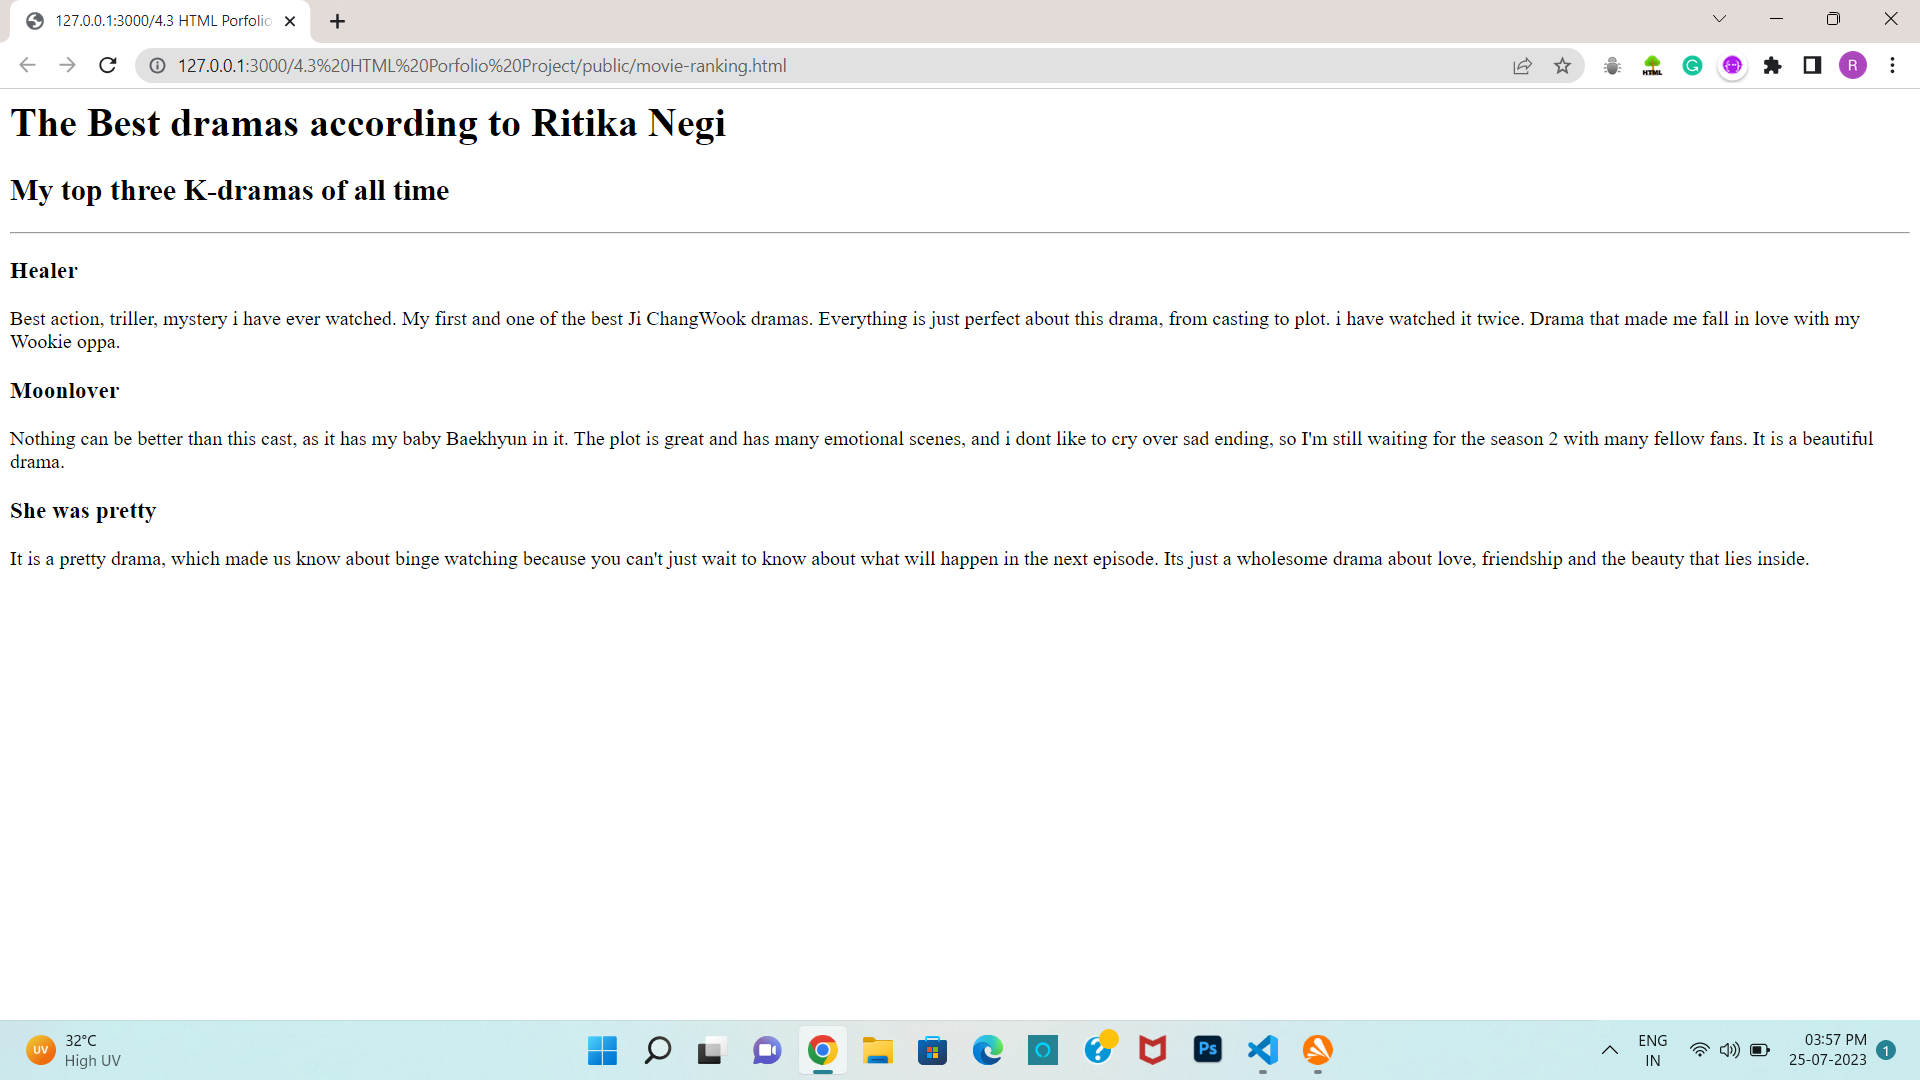 127.0.0.1:3000/4.3 HTML Porfolio
127.0.0.1:3000/4.3%20HTML%20Porfolio%20Project/public/movie-ranking.html
HTML
G
R
The Best dramas according to Ritika Negi
My top three K-dramas of all time
Healer
Best action, triller, mystery i have ever watched. My first and one of the best Ji ChangWook dramas. Everything is just perfect about this drama, from casting to plot. i have watched it twice. Drama that made me fall in love with my
Wookie oppa.
Moonlover
Nothing can be better than this cast, as it has my baby Baekhyun in it. The plot is great and has many emotional scenes, and i dont like to cry over sad ending, so I'm still waiting for the season 2 with many fellow fans. It is a beautiful
drama.
She was pretty
It is a pretty drama, which made us know about binge watching because you can't just wait to know about what will happen in the next episode. Its just a wholesome drama about love, friendship and the beauty that lies inside.
UV
32°C
High UV
?
Ps
ENG
IN
03:57 PM
25-07-2023
1